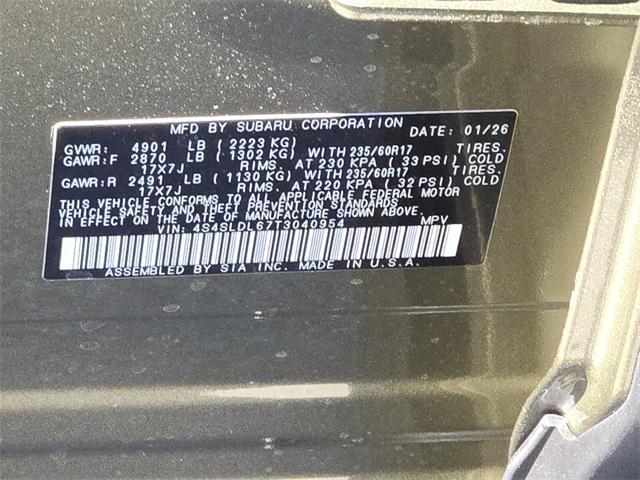 MFD BY SUBARU CORPORATION DATE: 01/26
GVWR: 4901 LB ( 2223 KG)
GAWR:F 2870 LB ( 1302 KG) WITH 235/60R17 TIRES.
17X7J RIMS. AT 230 KPA ( 33 PSI) COLD
GAWR:R 2491 LB ( 1130 KG) WITH 235/60R17 TIRES.
17X7J RIMS. AT 220 KPA ( 32 PSI) COLD
THIS VEHICLE CONFORMS TO ALL APPLICABLE FEDERAL MOTOR
VEHICLE SAFETY AND THEFT PREVENTION STANDARDS
IN EFFECT ON THE DATE OF MANUFACTURE SHOWN ABOVE.
VIN: 4S4SLDL67T3040954 MPV
ASSEMBLED BY SIA INC. MADE IN U.S.A.